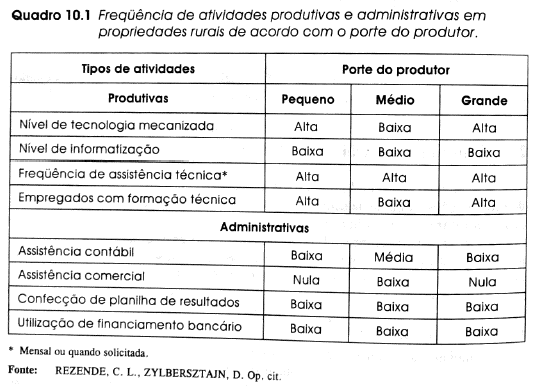 Quadro 10.1 Freqüência de atividades produtivas e administrativas em
propriedades rurais de acordo com o porte do produtor.
Tipos de atividades Porte do produtor
Produtivas Pequeno Médio Grande
Nível de tecnologia mecanizada Alta Baixa Alta
Nível de informatização Baixa Baixa Baixa
Freqüência de assistência técnica* Alta Alta Alta
Empregados com formação técnica Alta Baixa Alta
Administrativas
Assistência contábil Baixa Média Baixa
Assistência comercial Nula Baixa Nula
Confecção de planilha de resultados Baixa Baixa Baixa
Utilização de financiamento bancário Baixa Baixa Baixa
* Mensal ou quando solicitada.
Fonte: REZENDE, C. L., ZYLBERSZTAJN, D. Op. cit.